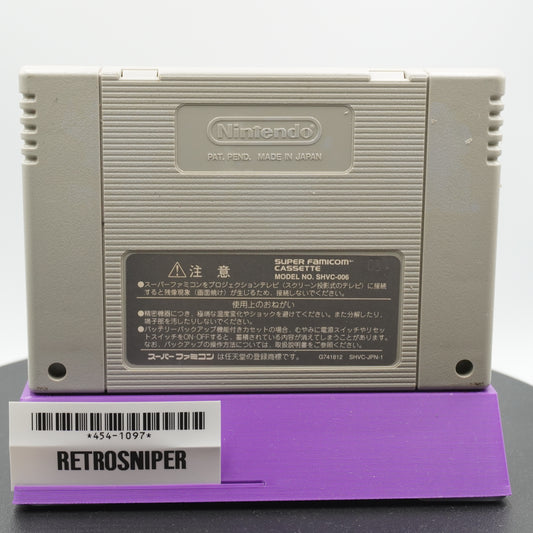 Nintendo
PAT. PEND. MADE IN JAPAN
注意
SUPER FAMICOM™
CASSETTE
MODEL NO. SHVC-006
●スーパーファミコンをプロジェクションテレビ（スクリーン投影式のテレビ）に接続
すると残像現象（画面焼け）が生じるため、接続しないでください。
使用上のおねがい
●精密機器につき、極端な温度変化やショックを避けてください。また分解したり、
端子部を汚したりしないでください。
●バッテリーバックアップ機能付きカセットの場合、むやみに電源スイッチやリセッ
トスイッチをON-OFFすると、蓄積されている内容が消えてしまうことがあります。
なお、バックアップの操作方法については、取扱説明書をご参照ください。
スーパーファミコン は任天堂の登録商標です。
G741812 SHVC-JPN-1
*454-1097*
RETROSNIPER